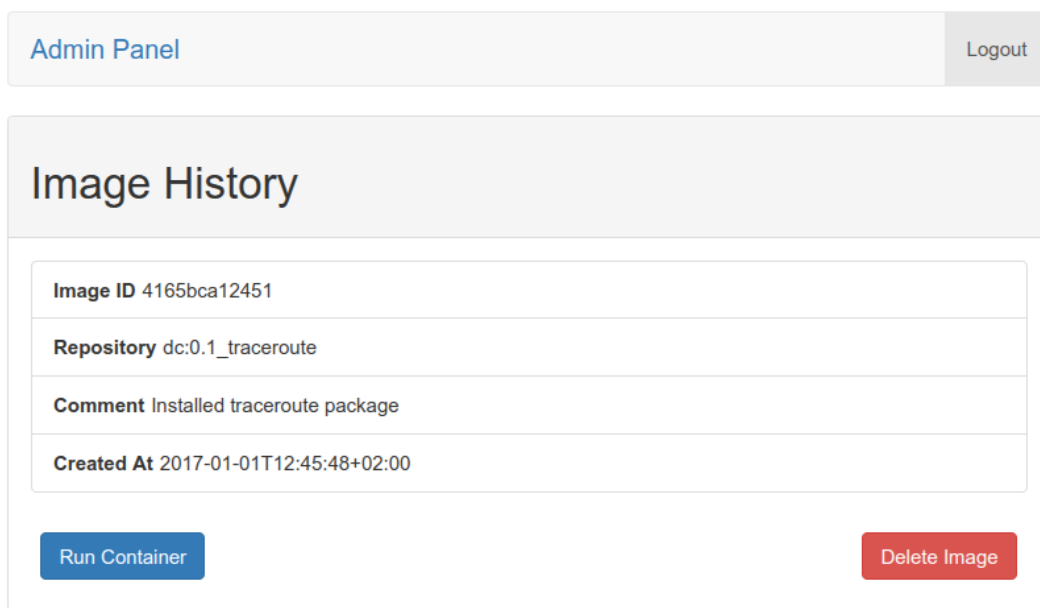 Admin Panel
Logout
Image History
Image ID 4165bca12451
Repository dc:0.1_traceroute
Comment Installed traceroute package
Created At 2017-01-01T12:45:48+02:00
Run Container
Delete Image